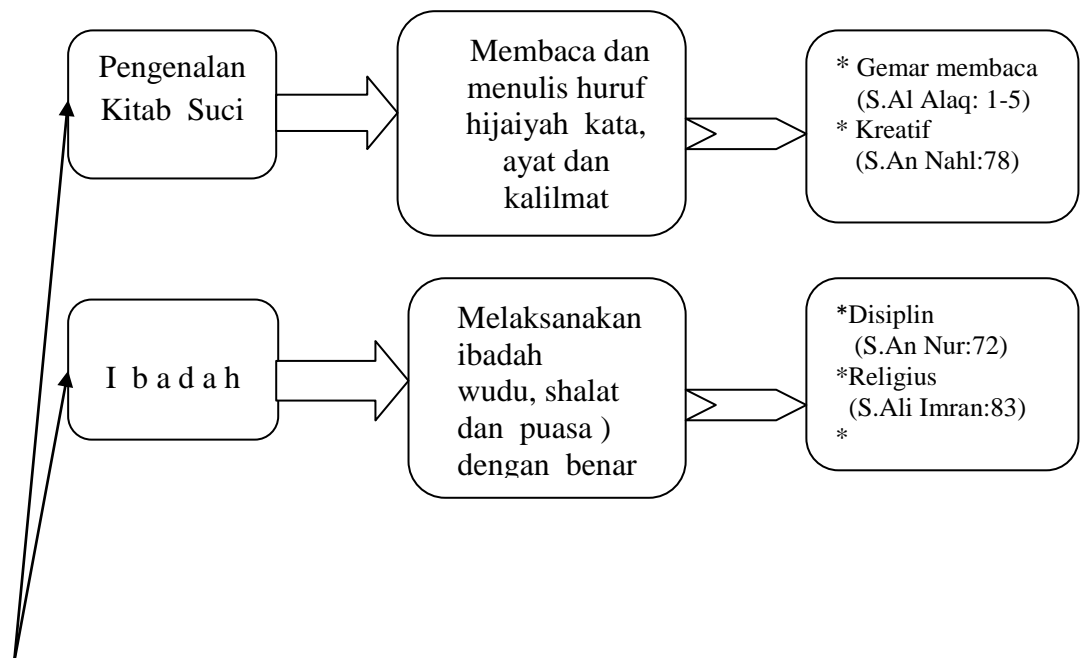 Pengenalan
Kitab Suci
Membaca dan
menulis huruf
hijaiyah kata,
ayat dan
kalilmat
* Gemar membaca
(S.Al Alaq: 1-5)
* Kreatif
(S.An Nahl:78)
I b a d a h
Melaksanakan
ibadah
wudu, shalat
dan puasa )
dengan benar
*Disiplin
(S.An Nur:72)
*Religius
(S.Ali Imran:83)
*